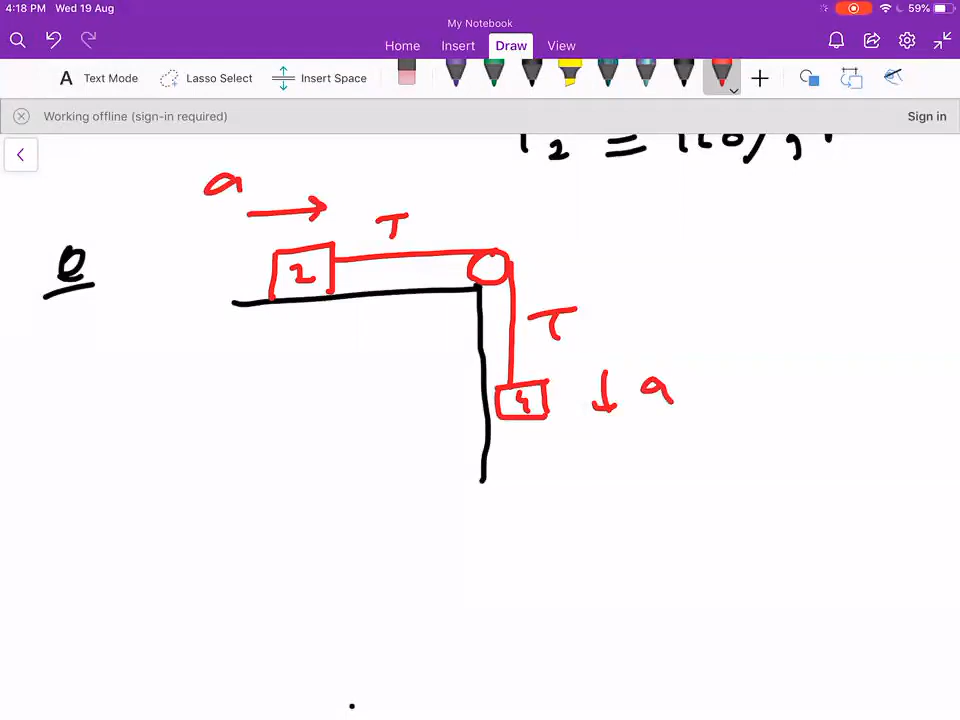 4:18 PM Wed 19 Aug
59%
My Notebook
Home Insert Draw View
A Text Mode Lasso Select Insert Space
Working offline (sign-in required) Sign in
a
T
Q
2
T
4
a